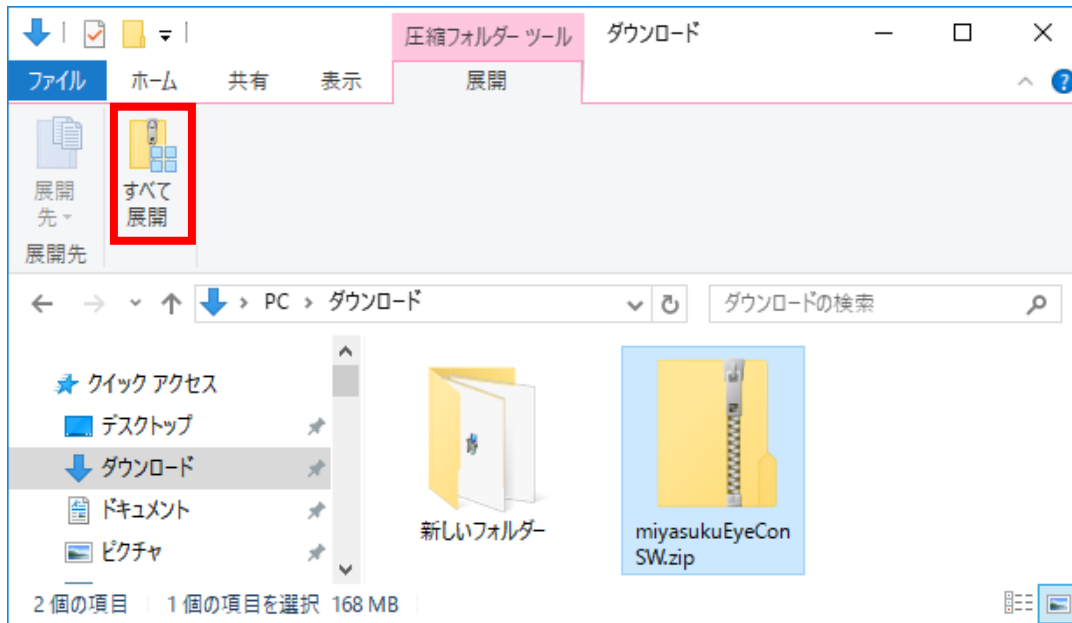 圧縮フォルダー ツール ダウンロード
ファイル ホーム 共有 表示 展開
展開
先
すべて
展開
展開先
PC ダウンロード ダウンロードの検索
クイック アクセス
デスクトップ
ダウンロード
ドキュメント
ピクチャ
新しいフォルダー
miyasukuEyeCon
SW.zip
2 個の項目 1 個の項目を選択 168 MB